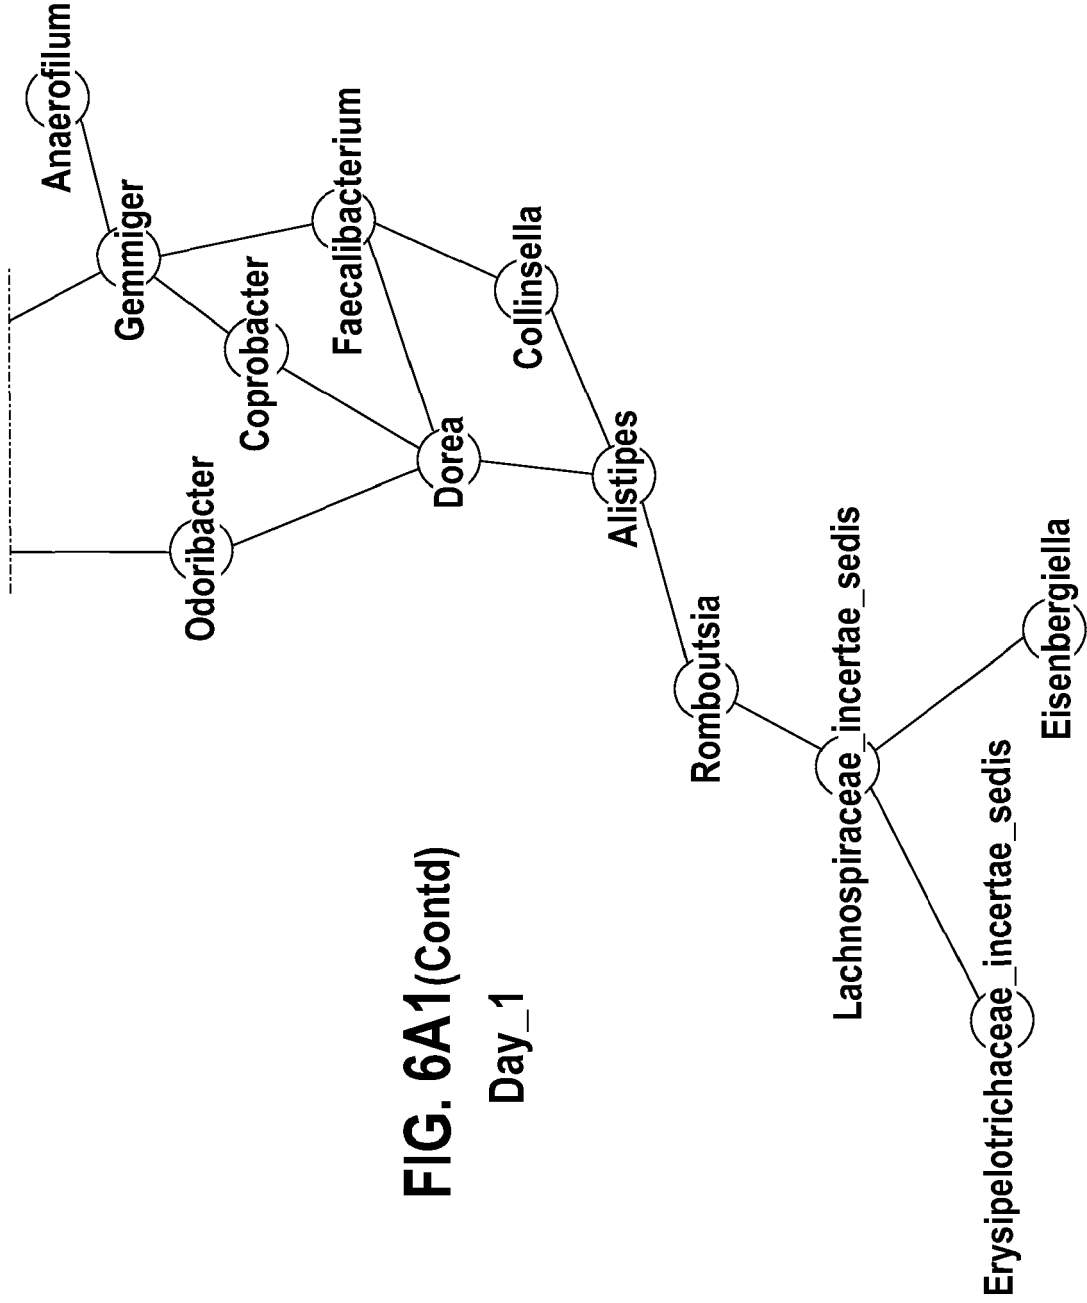 Anaerofilum
Gemmiger
Faecalibacterium
Coprobacter
Collinsella
Odoribacter
Dorea
Alistipes
Romboutsia
Lachnospiraceae_incertae_sedis
Eisenbergiella
Erysipelotrichaceae_incertae_sedis
FIG. 6A1(Contd)
Day_1